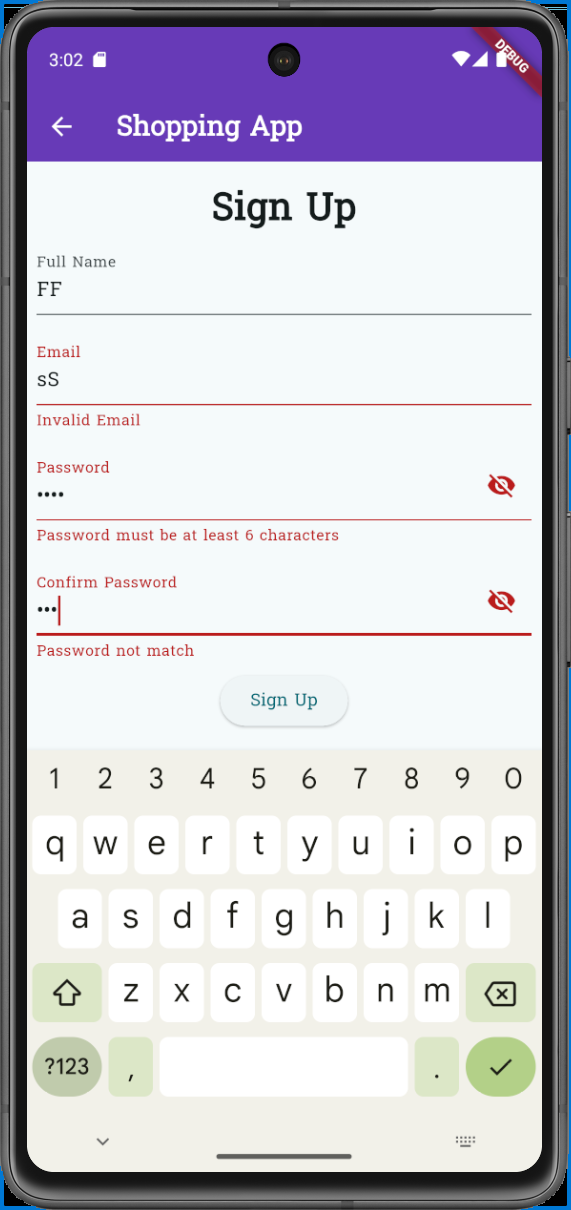 3:02
DEBUG
Shopping App
Sign Up
Full Name
FF
Email
sS
Invalid Email
Password
••••
Password must be at least 6 characters
Confirm Password
•••
Password not match
Sign Up
1 2 3 4 5 6 7 8 9 0
q w e r t y u i o p
a s d f g h j k l
z x c v b n m
?123 , .